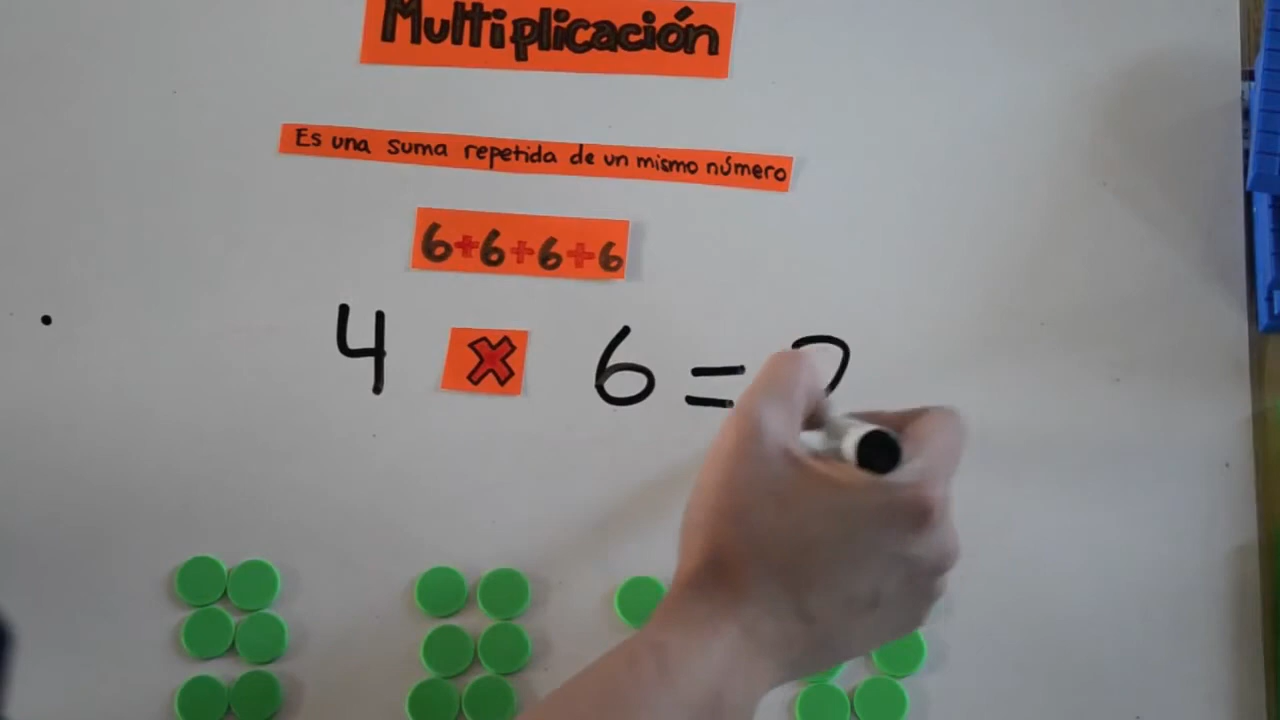 Multiplicación
Es una suma repetida de un mismo número
6+6+6+6
4 x 6 =